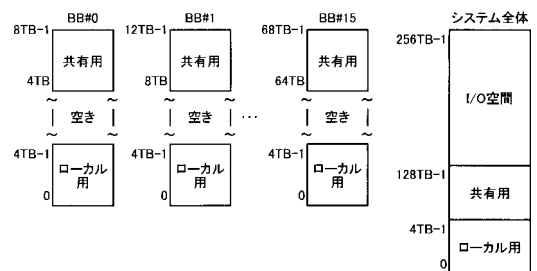 BB#0
8TB-1
共有用
4TB
空き
4TB-1
ローカル
用
0
BB#1
12TB-1
共有用
8TB
空き
4TB-1
ローカル
用
0
...
BB#15
68TB-1
共有用
64TB
空き
4TB-1
ローカル
用
0
システム全体
256TB-1
I/O空間
128TB-1
共有用
4TB-1
ローカル用
0